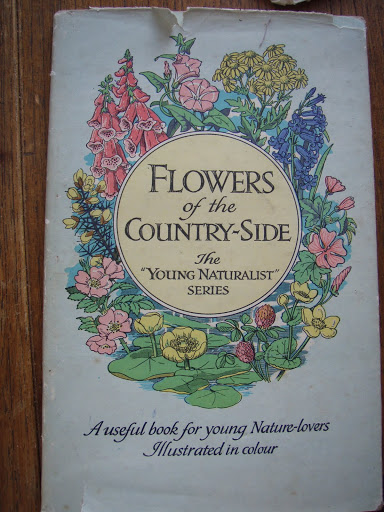 FLOWERS
of the
COUNTRY-SIDE
The
"YOUNG NATURALIST"
SERIES
A useful book for young Nature-lovers
Illustrated in colour